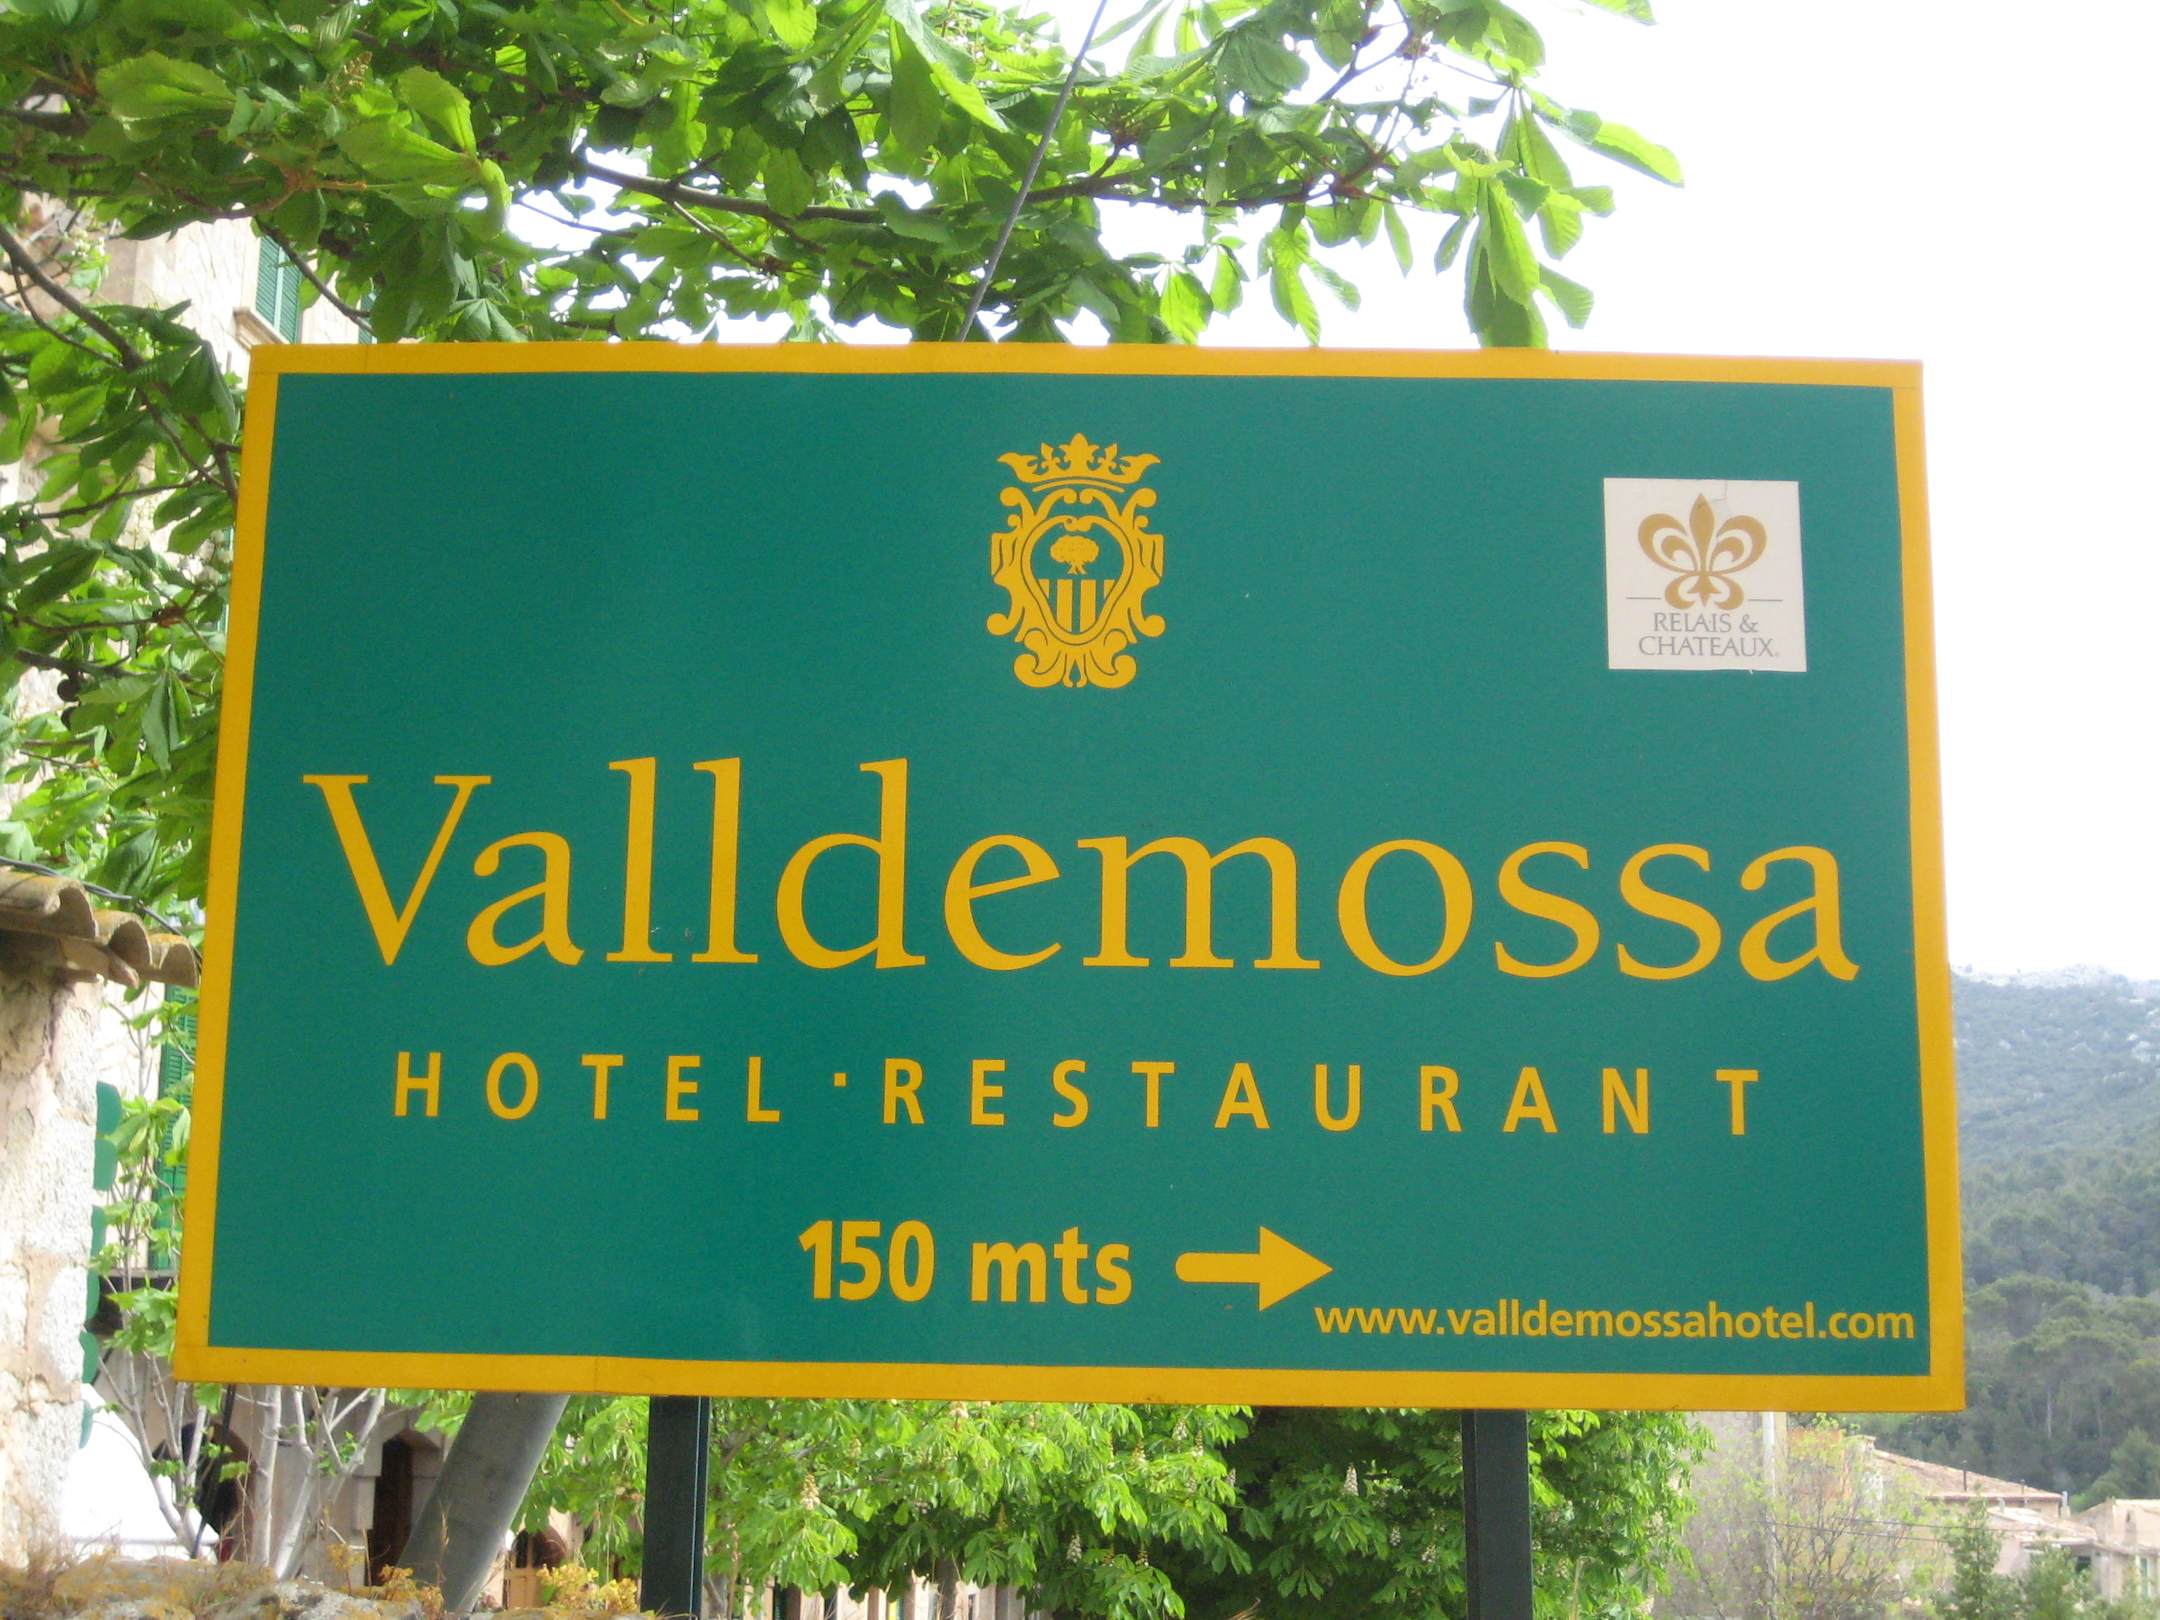 RELAIS &
CHATEAUX®
Valldemossa
HOTEL · RESTAURANT
150 mts →
www.valldemossahotel.com